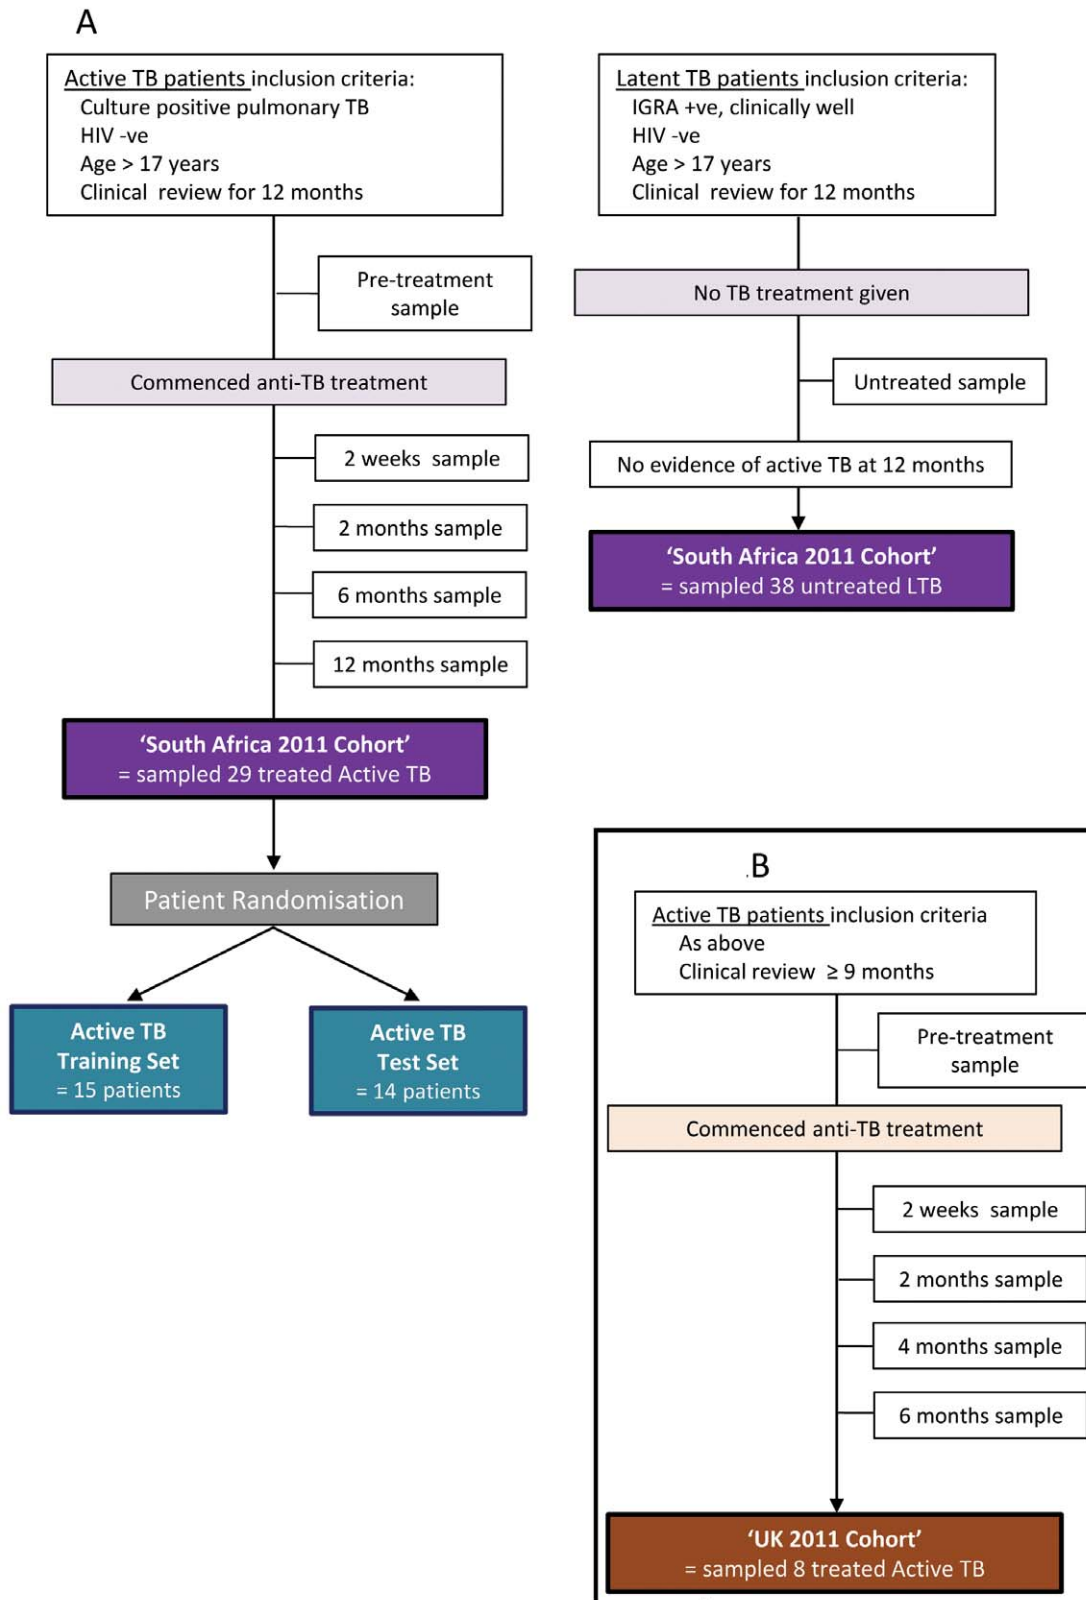 A
Active TB patients inclusion criteria:
Culture positive pulmonary TB
HIV -ve
Age > 17 years
Clinical review for 12 months
Pre-treatment
sample
Commenced anti-TB treatment
2 weeks sample
2 months sample
6 months sample
12 months sample
'South Africa 2011 Cohort'
= sampled 29 treated Active TB
Patient Randomisation
Active TB
Training Set
= 15 patients
Active TB
Test Set
= 14 patients
Latent TB patients inclusion criteria:
IGRA +ve, clinically well
HIV -ve
Age > 17 years
Clinical review for 12 months
No TB treatment given
Untreated sample
No evidence of active TB at 12 months
'South Africa 2011 Cohort'
= sampled 38 untreated LTB
.B
Active TB patients inclusion criteria
As above
Clinical review ≥ 9 months
Pre-treatment
sample
Commenced anti-TB treatment
2 weeks sample
2 months sample
4 months sample
6 months sample
'UK 2011 Cohort'
= sampled 8 treated Active TB